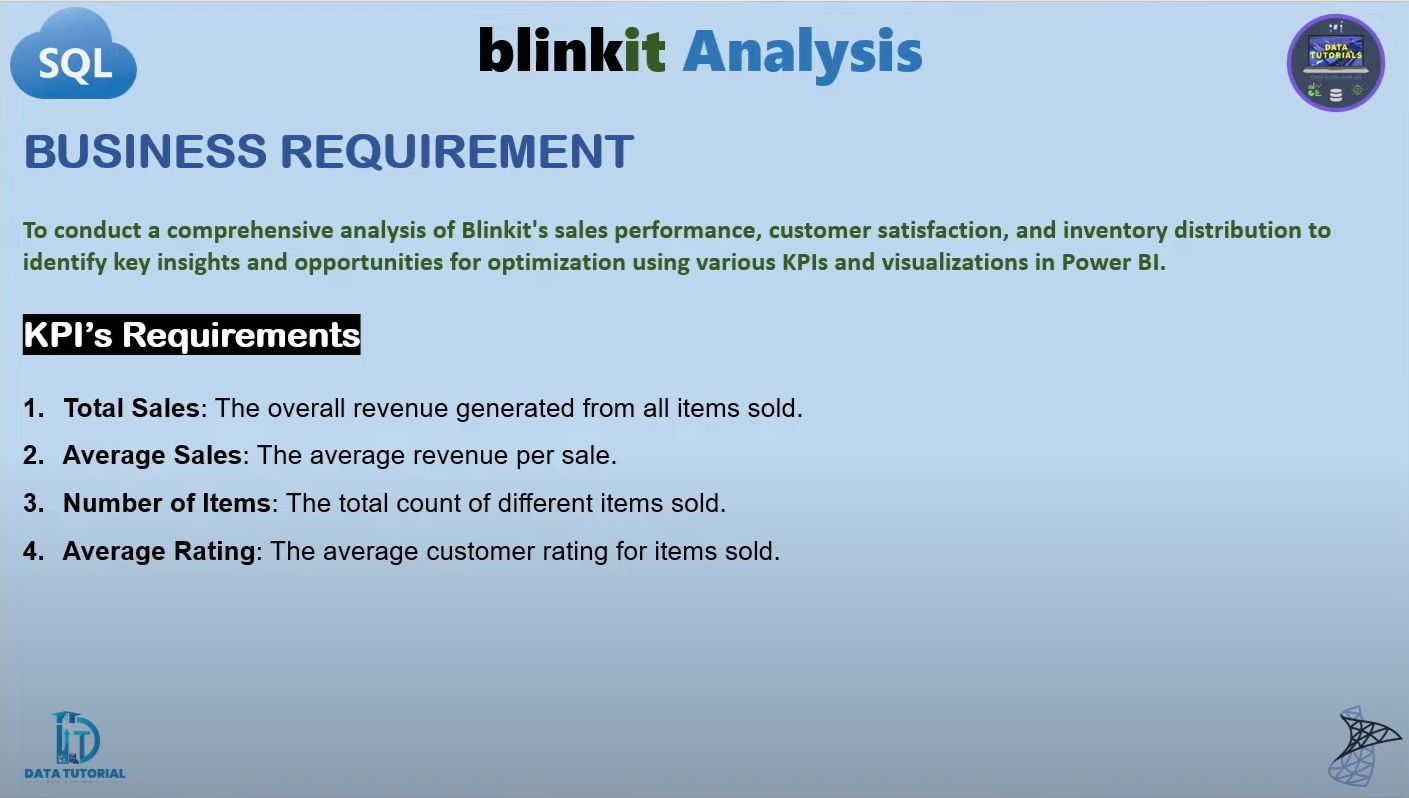 SQL
blinkit Analysis
DATA
TUTORIALS
BUSINESS REQUIREMENT
To conduct a comprehensive analysis of Blinkit's sales performance, customer satisfaction, and inventory distribution to
identify key insights and opportunities for optimization using various KPIs and visualizations in Power BI.
KPI’s Requirements
1. Total Sales: The overall revenue generated from all items sold.
2. Average Sales: The average revenue per sale.
3. Number of Items: The total count of different items sold.
4. Average Rating: The average customer rating for items sold.
DATA TUTORIAL